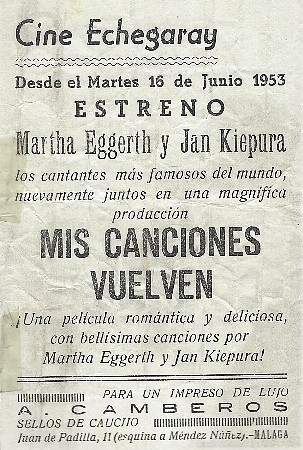 Cine Echegaray
Desde el Martes 16 de Junio 1953
ESTRENO
Martha Eggerth y Jan Kiepura
los cantantes más famosos del mundo,
nuevamente juntos en una magnífica
producción
MIS CANCIONES
VUELVEN
¡Una película romántica y deliciosa,
con bellísimas canciones por
Martha Eggerth y Jan Kiepura!
PARA UN IMPRESO DE LUJO
A. CAMBEROS
SELLOS DE CAUCHO
Juan de Padilla, 11 (esquina a Méndez Núñez).-MALAGA